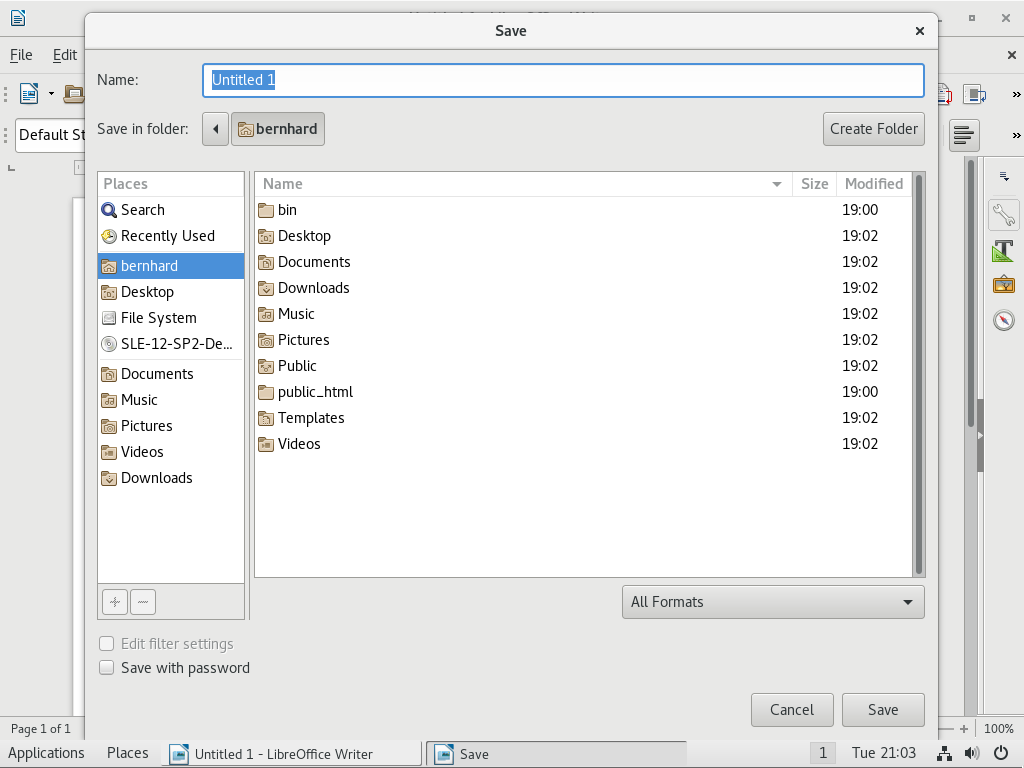 Save
File Edit
Name: Untitled 1
Save in folder: bernhard Create Folder
Default St
Places
Search
Recently Used
bernhard
Desktop
File System
SLE-12-SP2-De...
Documents
Music
Pictures
Videos
Downloads
Name Size Modified
bin 19:00
Desktop 19:02
Documents 19:02
Downloads 19:02
Music 19:02
Pictures 19:02
Public 19:02
public_html 19:00
Templates 19:02
Videos 19:02
All Formats
Edit filter settings
Save with password
Cancel Save
Page 1 of 1 100%
Applications Places Untitled 1 - LibreOffice Writer Save 1 Tue 21:03